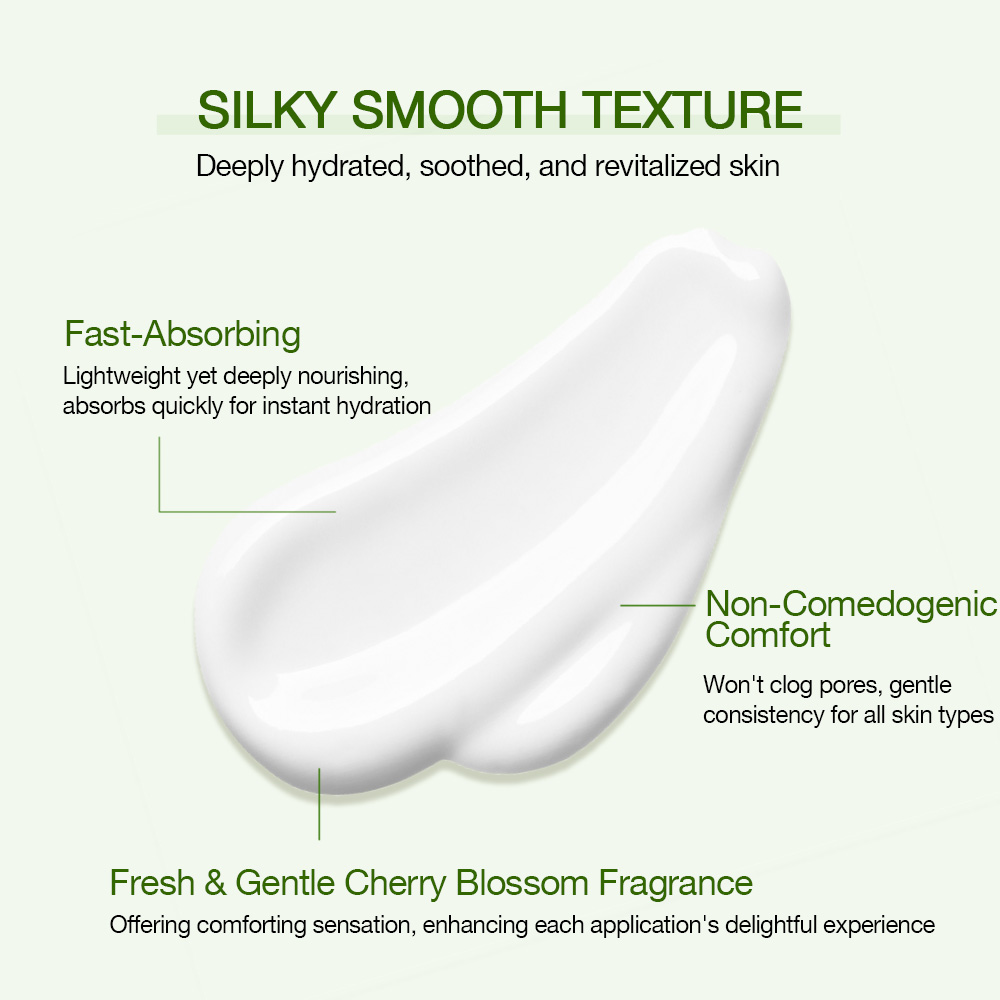 SILKY SMOOTH TEXTURE
Deeply hydrated, soothed, and revitalized skin
Fast-Absorbing
Lightweight yet deeply nourishing,
absorbs quickly for instant hydration
Non-Comedogenic
Comfort
Won't clog pores, gentle
consistency for all skin types
Fresh & Gentle Cherry Blossom Fragrance
Offering comforting sensation, enhancing each application's delightful experience